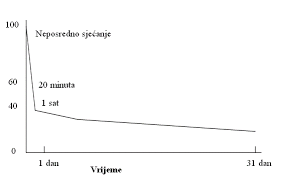 100
Neposredno sjećanje
60
20 minuta
40
1 sat
0
1 dan
31 dan
Vrijeme